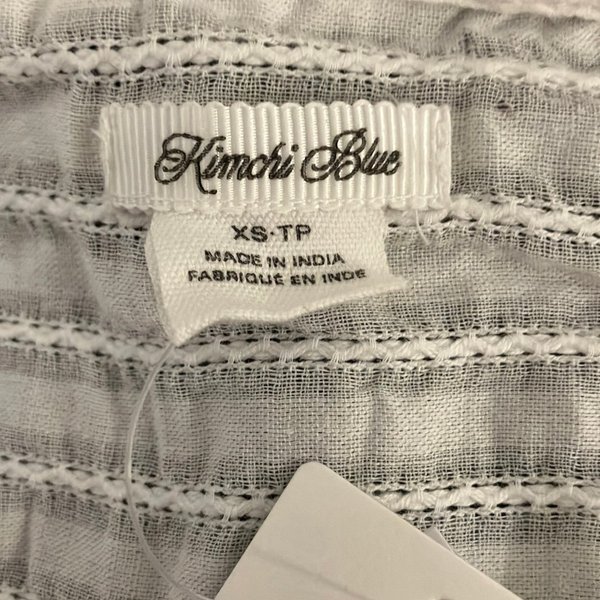 Kimchi Blue
XS·TP
MADE IN INDIA
FABRIQUÉ EN INDE